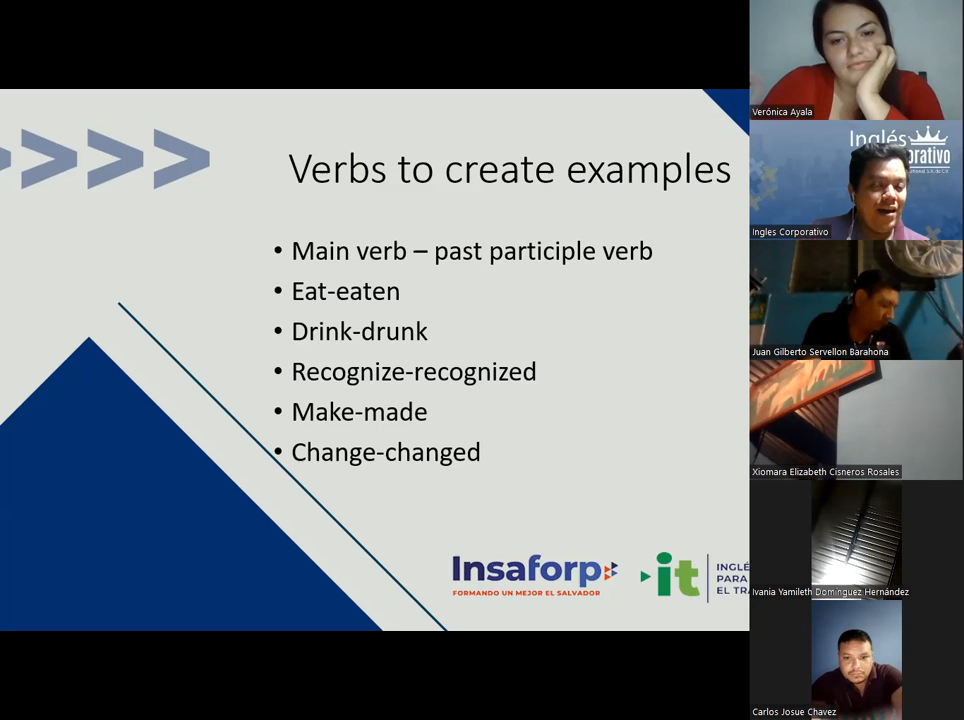 Verbs to create examples
• Main verb – past participle verb
• Eat-eaten
• Drink-drunk
• Recognize-recognized
• Make-made
• Change-changed
Insaforp
FORMANDO UN MEJOR EL SALVADOR
it
INGLÉ
PARA
EL TR
Verónica Ayala
Inglés
orativo
Ingles Corporativo
Juan Gilberto Servellon Barahona
Xiomara Elizabeth Cisneros Rosales
Ivania Yamileth Domínguez Hernández
Carlos Josue Chavez